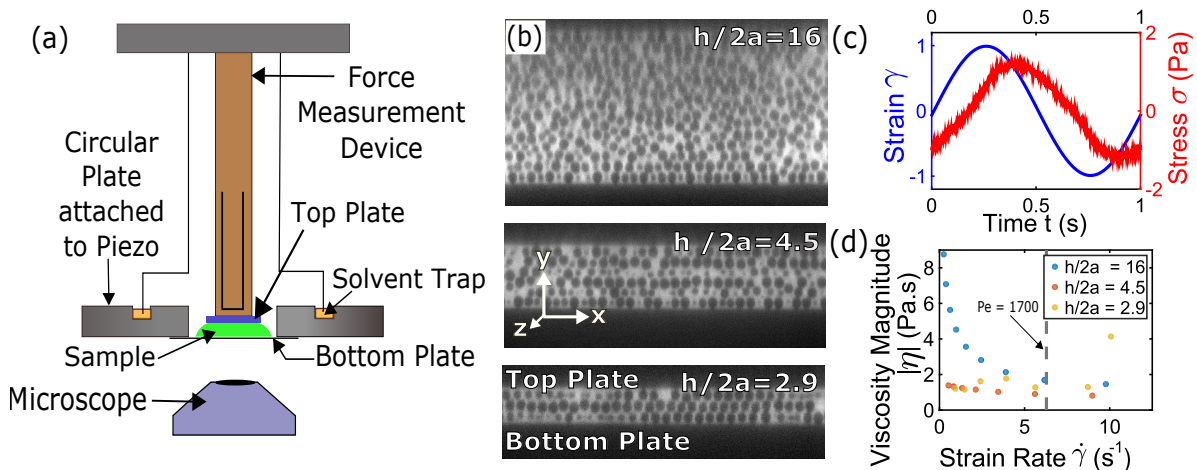 (a)
Force
Measurement
Device
Circular
Plate
attached
to Piezo
Top Plate
Solvent Trap
Sample
Bottom Plate
Microscope
(b)
h/2a=16
h /2a=4.5
y
x
z
Top Plate
h/2a=2.9
Bottom Plate
(c)
0 0.5 1
Strain γ
1
0
-1
2
0
-2
Stress σ (Pa)
0 0.5 1
Time t (s)
(d)
Viscosity Magnitude
|η| (Pa.s)
8
6
4
2
0
h/2a = 16
h/2a = 4.5
h/2a = 2.9
Pe = 1700
0 5 10
Strain Rate γ̇ (s⁻¹)